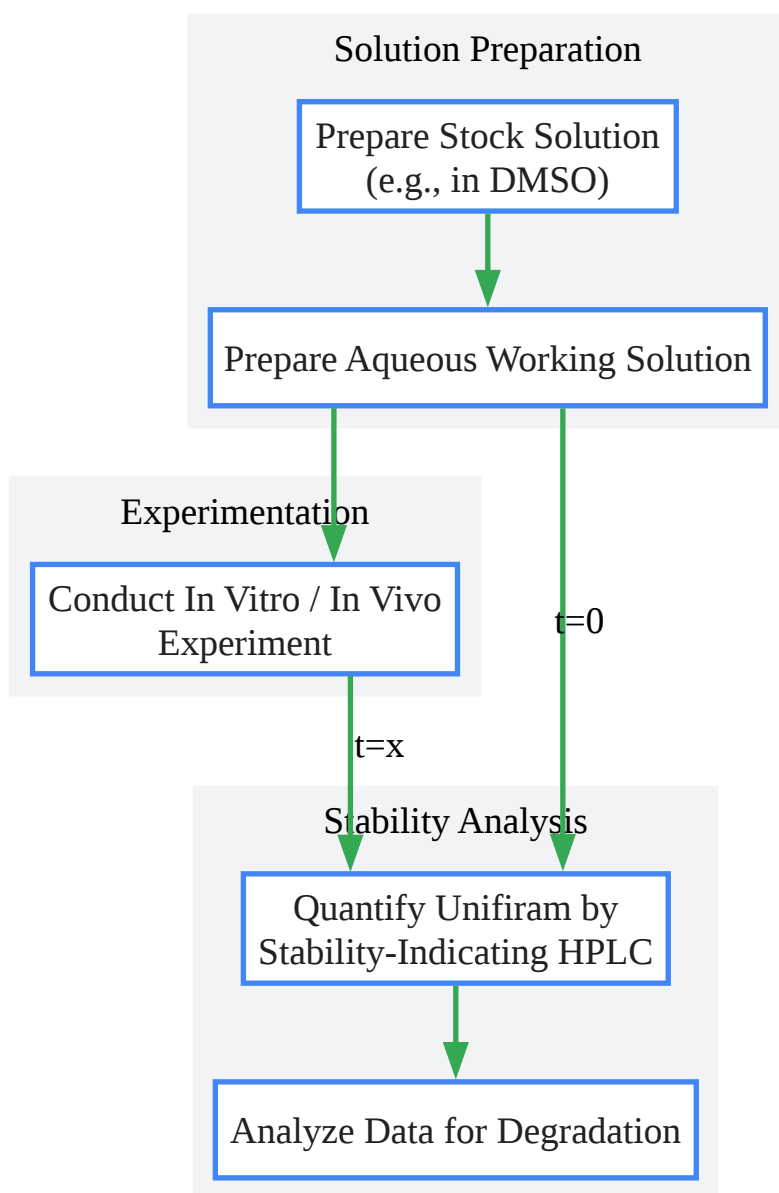 Solution Preparation
Prepare Stock Solution
(e.g., in DMSO)
Prepare Aqueous Working Solution
Experimentation
Conduct In Vitro / In Vivo
Experiment
t=0
t=x
Stability Analysis
Quantify Unifiram by
Stability-Indicating HPLC
Analyze Data for Degradation